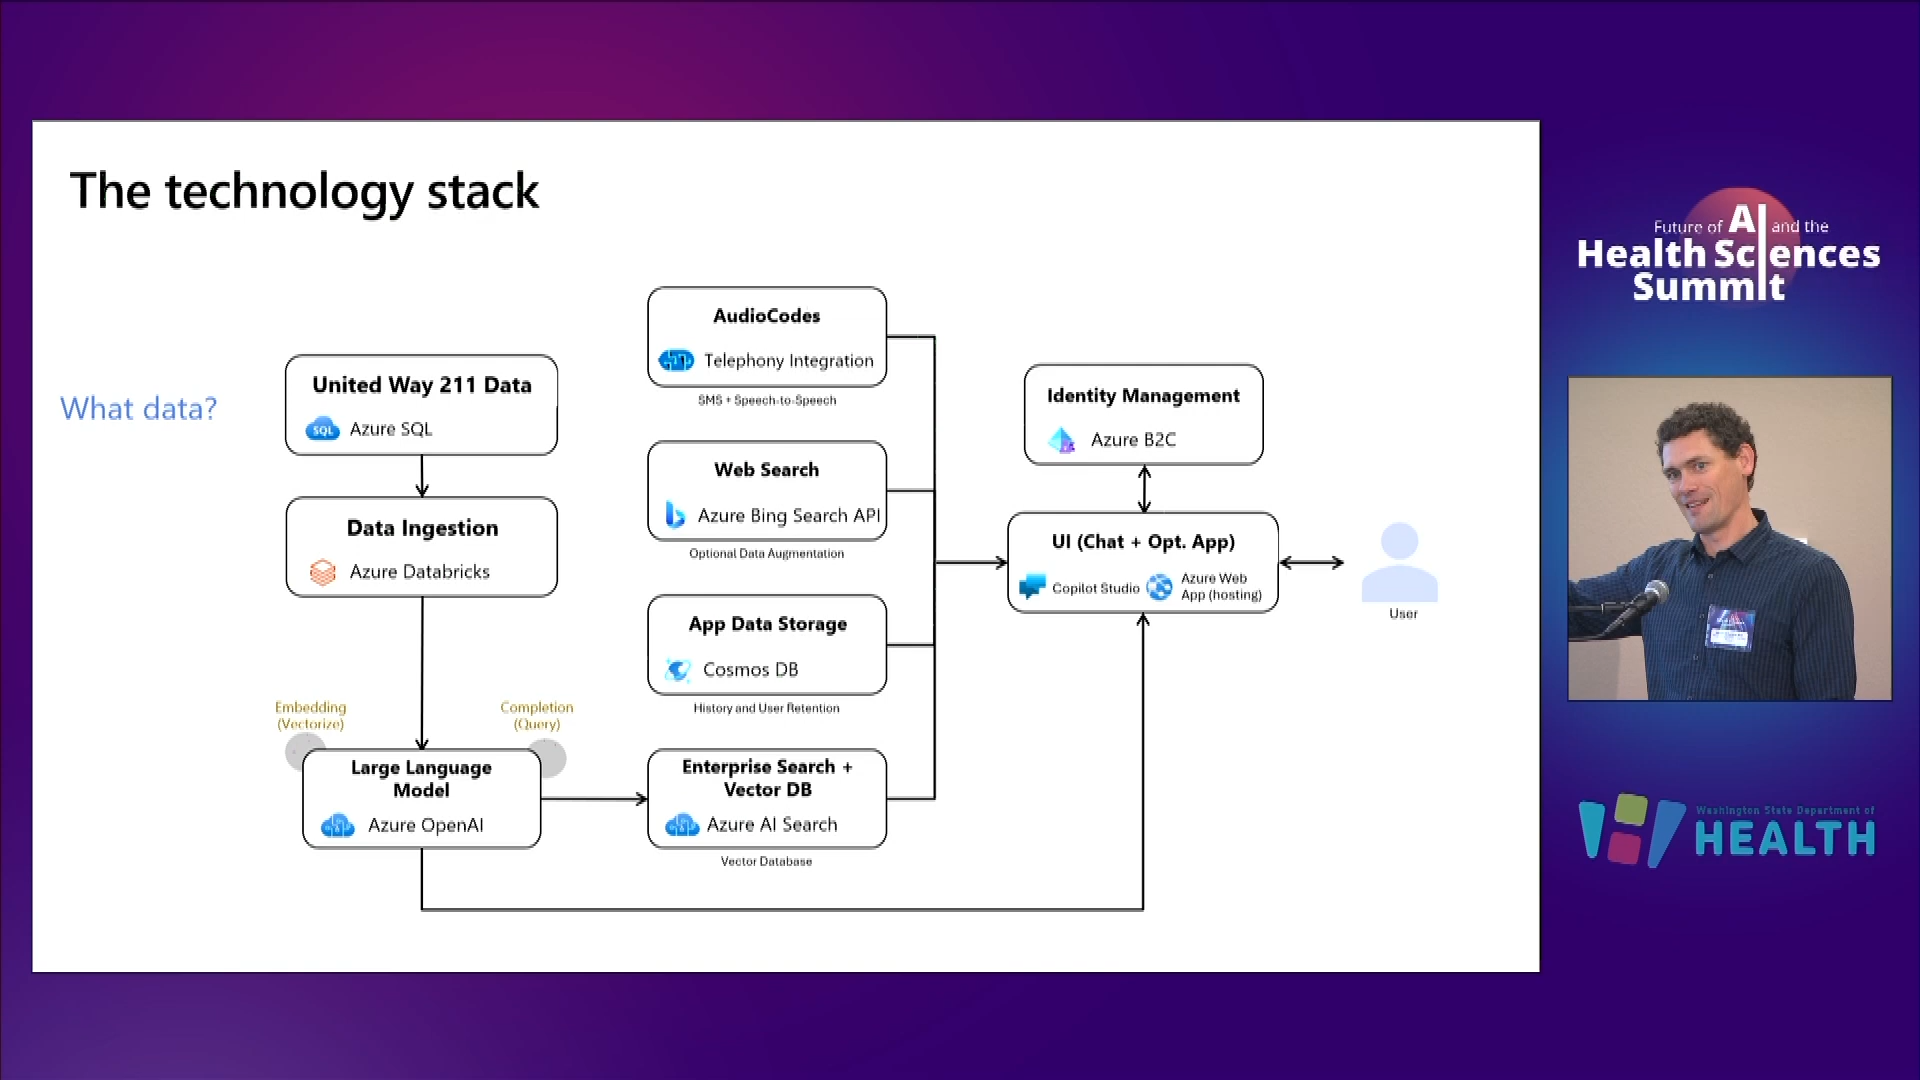 The technology stack
What data?
United Way 211 Data
SQL
Azure SQL
Data Ingestion
Azure Databricks
Embedding
(Vectorize)
Completion
(Query)
Large Language
Model
Azure OpenAI
AudioCodes
Telephony Integration
SMS + Speech-to-Speech
Web Search
Azure Bing Search API
Optional Data Augmentation
App Data Storage
Cosmos DB
History and User Retention
Enterprise Search +
Vector DB
Azure AI Search
Vector Database
Identity Management
Azure B2C
UI (Chat + Opt. App)
Copilot Studio
Azure Web
App (hosting)
User
Future of AI and the
Health Sciences
Summit
Washington State Department of
HEALTH